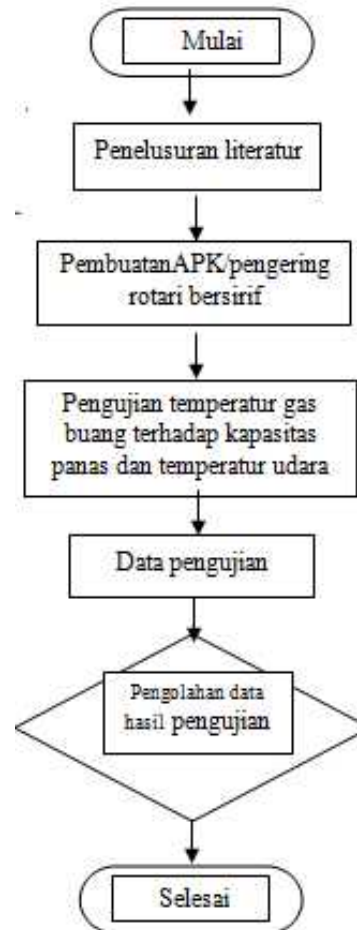 Mulai
Penelusuran literatur
PembuatanAPK/pengering
rotari bersirif
Pengujian temperatur gas
buang terhadap kapasitas
panas dan temperatur udara
Data pengujian
Pengolahan data
hasil pengujian
Selesai